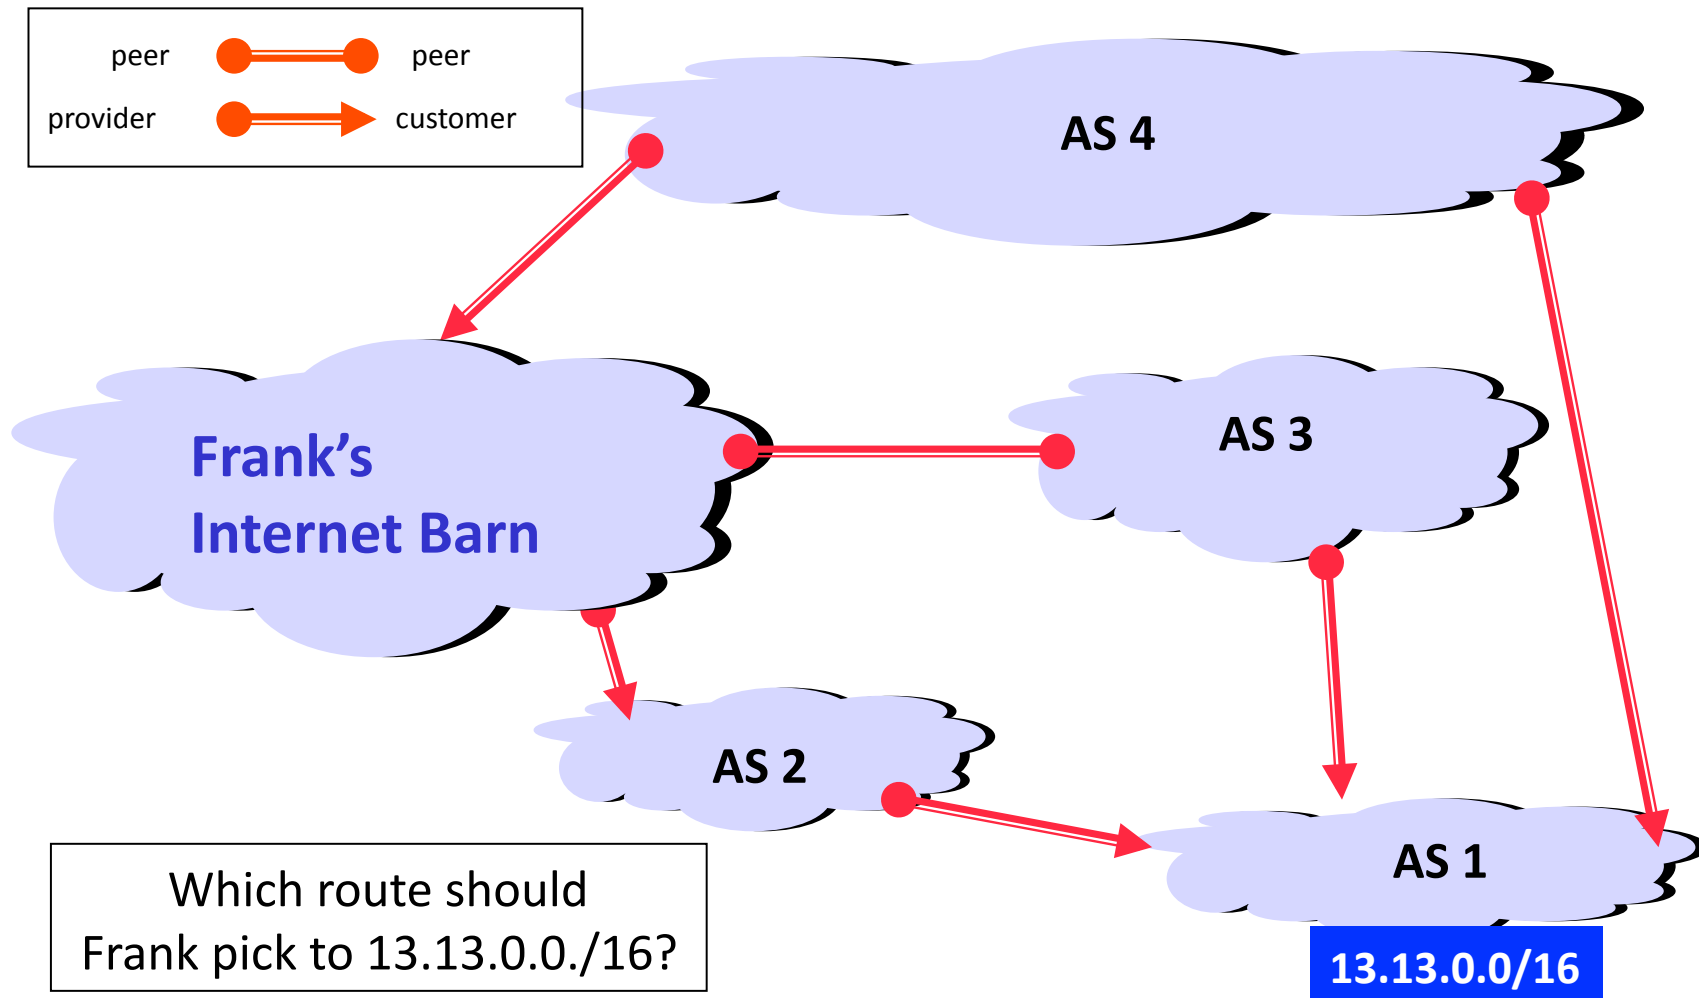 peer peer
provider customer
AS 4
Frank’s
Internet Barn
AS 3
AS 2
AS 1
Which route should
Frank pick to 13.13.0.0./16?
13.13.0.0/16